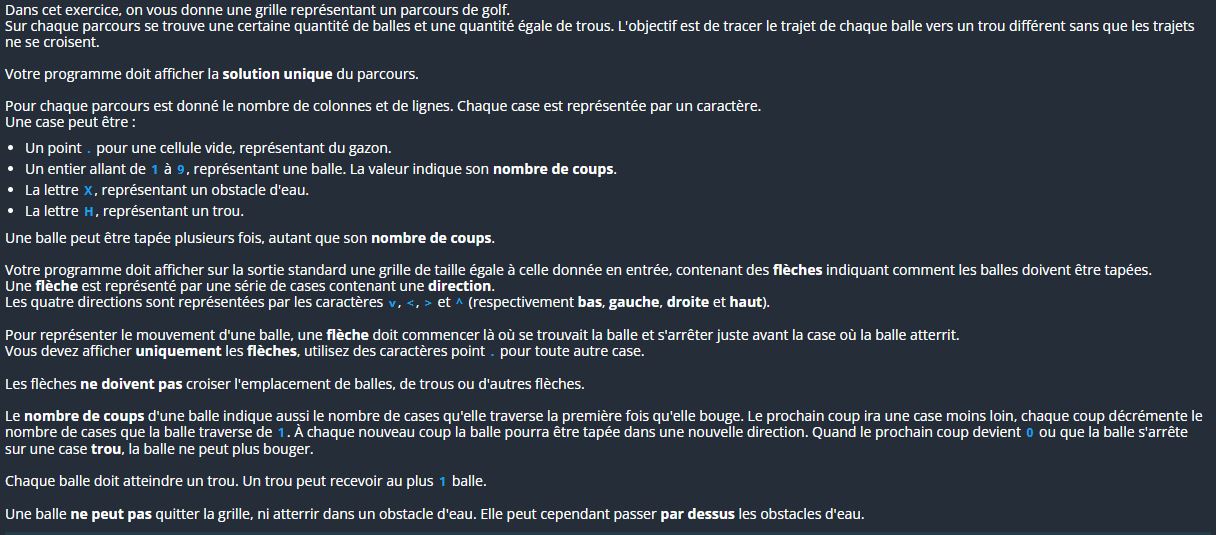 Dans cet exercice, on vous donne une grille représentant un parcours de golf.
Sur chaque parcours se trouve une certaine quantité de balles et une quantité égale de trous. L'objectif est de tracer le trajet de chaque balle vers un trou différent sans que les trajets
ne se croisent.
Votre programme doit afficher la solution unique du parcours.
Pour chaque parcours est donné le nombre de colonnes et de lignes. Chaque case est représentée par un caractère.
Une case peut être :
• Un point . pour une cellule vide, représentant du gazon.
• Un entier allant de 1 à 9, représentant une balle. La valeur indique son nombre de coups.
• La lettre X, représentant un obstacle d'eau.
• La lettre H, représentant un trou.
Une balle peut être tapée plusieurs fois, autant que son nombre de coups.
Votre programme doit afficher sur la sortie standard une grille de taille égale à celle donnée en entrée, contenant des flèches indiquant comment les balles doivent être tapées.
Une flèche est représenté par une série de cases contenant une direction.
Les quatre directions sont représentées par les caractères v, <, > et ^ (respectivement bas, gauche, droite et haut).
Pour représenter le mouvement d'une balle, une flèche doit commencer là où se trouvait la balle et s'arrêter juste avant la case où la balle atterrit.
Vous devez afficher uniquement les flèches, utilisez des caractères point . pour toute autre case.
Les flèches ne doivent pas croiser l'emplacement de balles, de trous ou d'autres flèches.
Le nombre de coups d'une balle indique aussi le nombre de cases qu'elle traverse la première fois qu'elle bouge. Le prochain coup ira une case moins loin, chaque coup décrémente le
nombre de cases que la balle traverse de 1. À chaque nouveau coup la balle pourra être tapée dans une nouvelle direction. Quand le prochain coup devient 0 ou que la balle s'arrête
sur une case trou, la balle ne peut plus bouger.
Chaque balle doit atteindre un trou. Un trou peut recevoir au plus 1 balle.
Une balle ne peut pas quitter la grille, ni atterrir dans un obstacle d'eau. Elle peut cependant passer par dessus les obstacles d'eau.